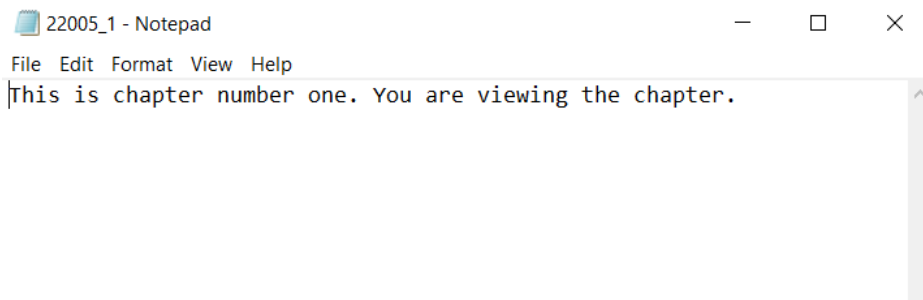 22005_1 - Notepad
File Edit Format View Help
This is chapter number one. You are viewing the chapter.